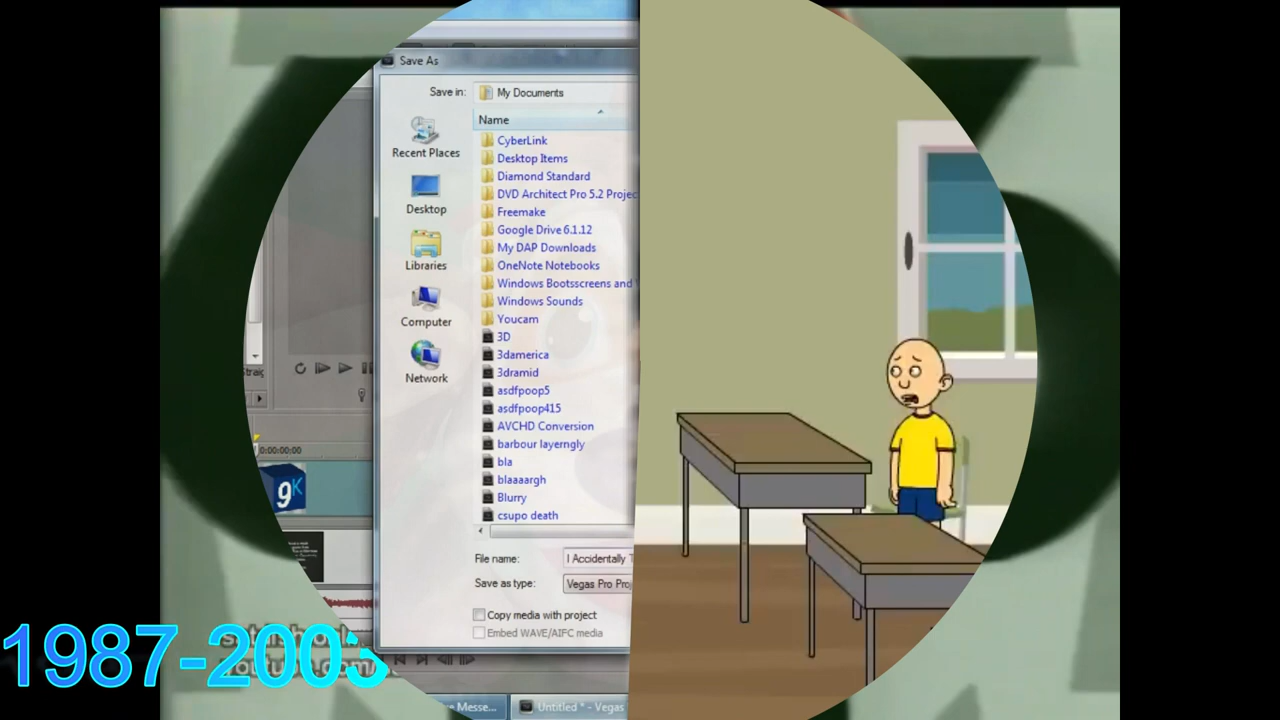 Save As
Save in:
My Documents
Name
Recent Places
Desktop
Libraries
Computer
Network
CyberLink
Desktop Items
Diamond Standard
DVD Architect Pro 5.2 Projec
Freemake
Google Drive 6.1.12
My DAP Downloads
OneNote Notebooks
Windows Bootsscreens and
Windows Sounds
Youcam
3D
3damerica
3dramid
asdfpoop5
asdfpoop415
AVCHD Conversion
barbour layerngly
bla
blaaaargh
Blurry
csupo death
0:00:00:00
9K
File name:
I Accidentally
Save as type:
Vegas Pro Proj
Copy media with project
Embed WAVE/AIFC media
1987-2003
Untitled * - Vegas